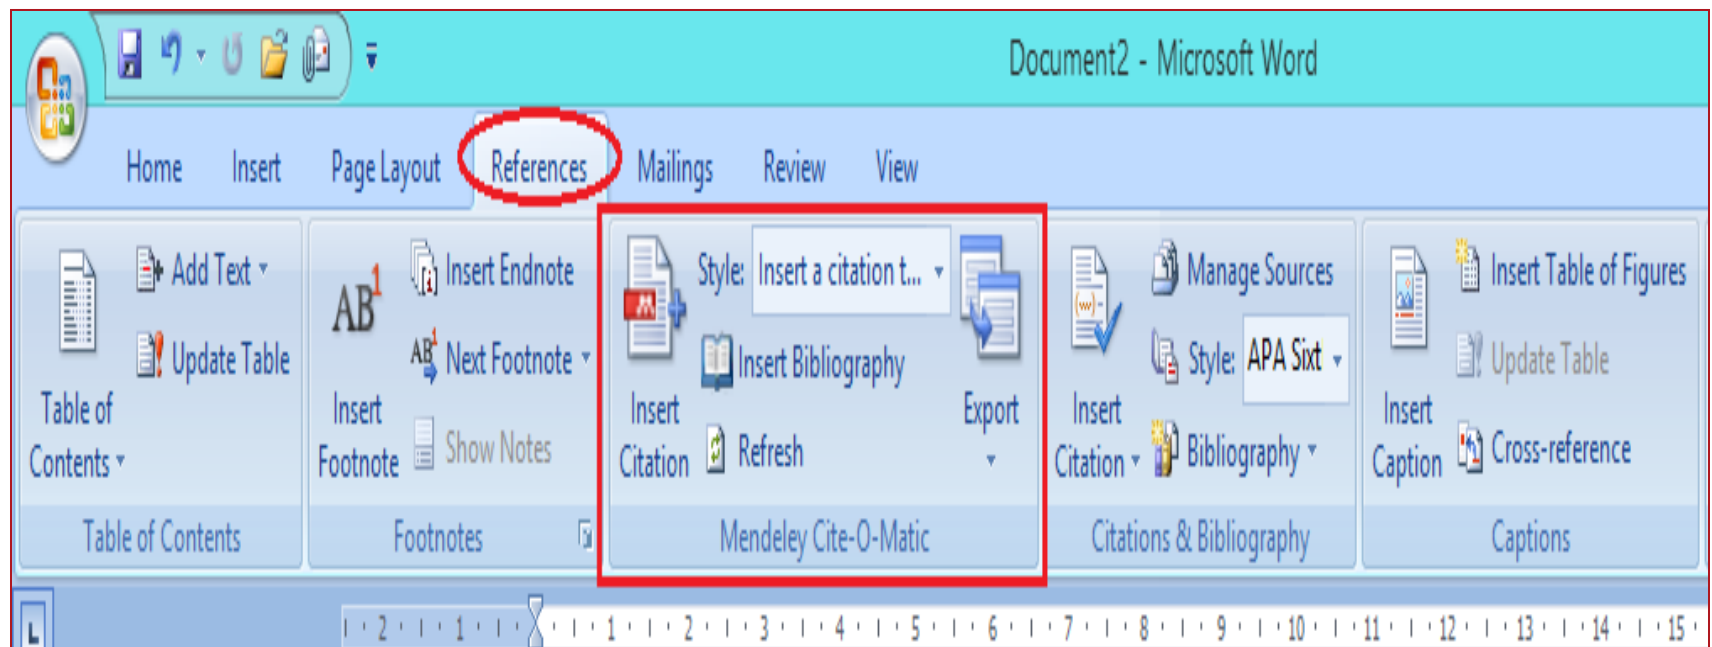 Document2 - Microsoft Word
Home Insert Page Layout References Mailings Review View
Table of
Contents
Add Text
Update Table
Table of Contents
AB1
Insert
Footnote
Insert Endnote
AB1 Next Footnote
Show Notes
Footnotes
Insert
Citation
Style: Insert a citation t...
Insert Bibliography
Refresh
Export
Mendeley Cite-O-Matic
Insert
Citation
Manage Sources
Style: APA Sixt
Bibliography
Citations & Bibliography
Insert
Caption
Insert Table of Figures
Update Table
Cross-reference
Captions
L
2 1 1 2 3 4 5 6 7 8 9 10 11 12 13 14 15